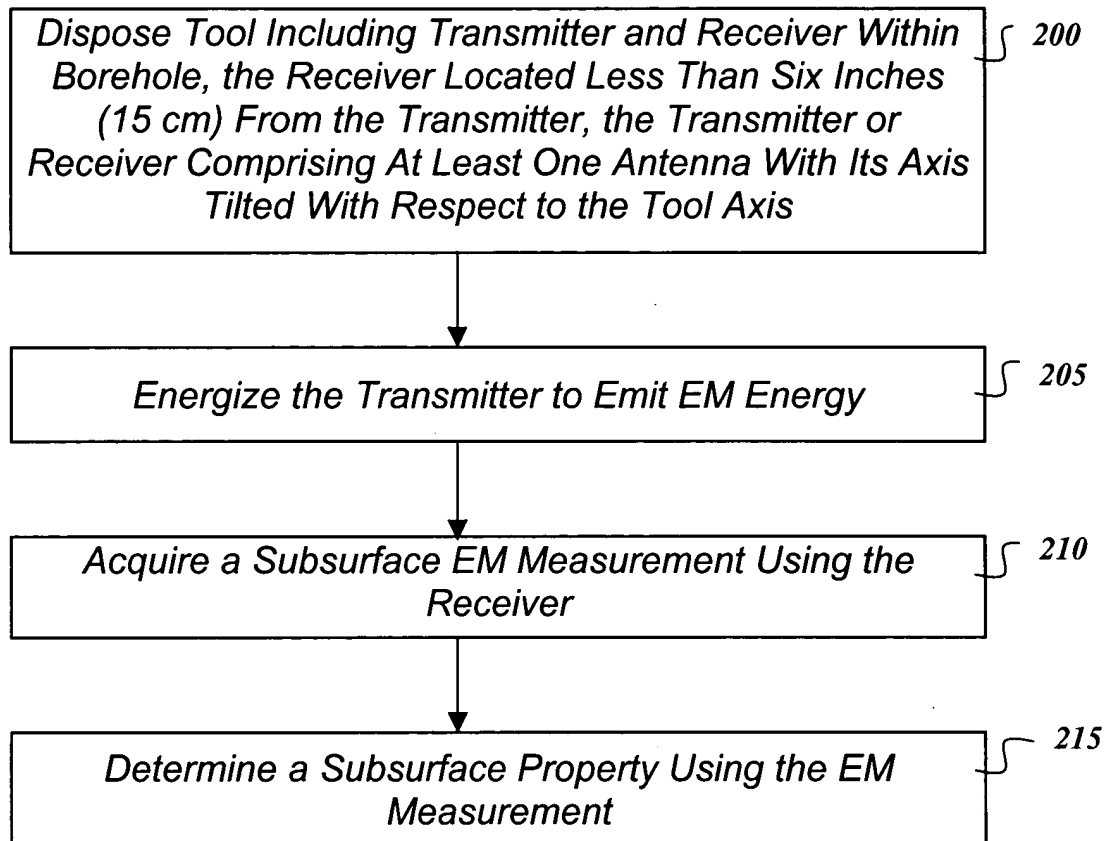 Dispose Tool Including Transmitter and Receiver Within
Borehole, the Receiver Located Less Than Six Inches
(15 cm) From the Transmitter, the Transmitter or
Receiver Comprising At Least One Antenna With Its Axis
Tilted With Respect to the Tool Axis
200
Energize the Transmitter to Emit EM Energy
205
Acquire a Subsurface EM Measurement Using the
Receiver
210
Determine a Subsurface Property Using the EM
Measurement
215